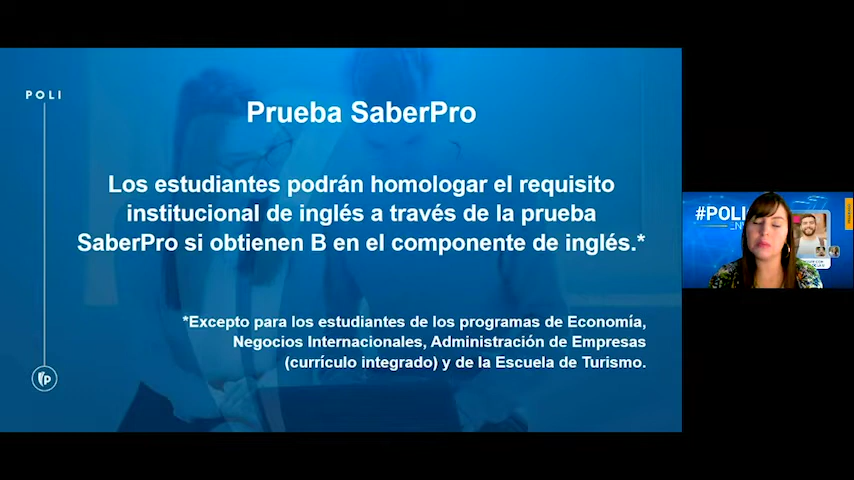 POLI
Prueba SaberPro
Los estudiantes podrán homologar el requisito
institucional de inglés a través de la prueba
SaberPro si obtienen B en el componente de inglés.*
*Excepto para los estudiantes de los programas de Economía,
Negocios Internacionales, Administración de Empresas
(currículo integrado) y de la Escuela de Turismo.
#POLI